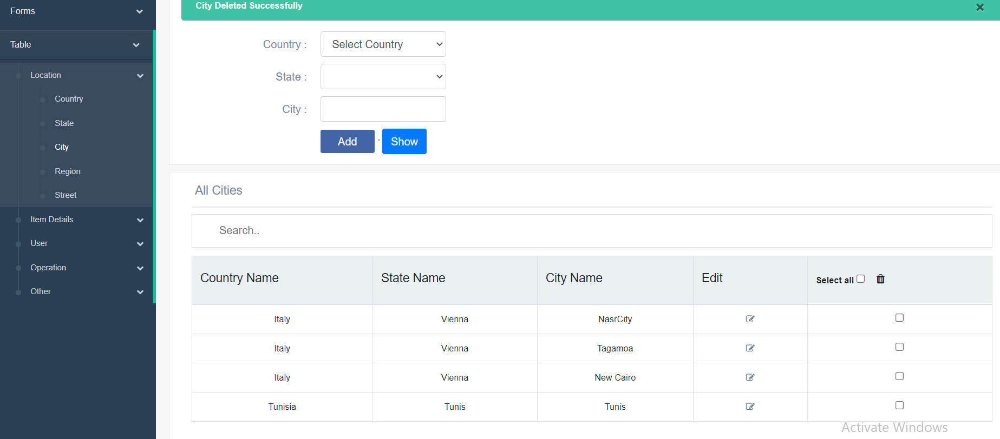 City Deleted Successfully
Forms
Table
Location
Country
State
City
Region
Street
Item Details
User
Operation
Other
Country :
Select Country
State :
City :
Add ' Show
All Cities
Search..
Country Name State Name City Name Edit Select all
Italy Vienna NasrCity
Italy Vienna Tagamoa
Italy Vienna New Cairo
Tunisia Tunis Tunis
Activate Windows